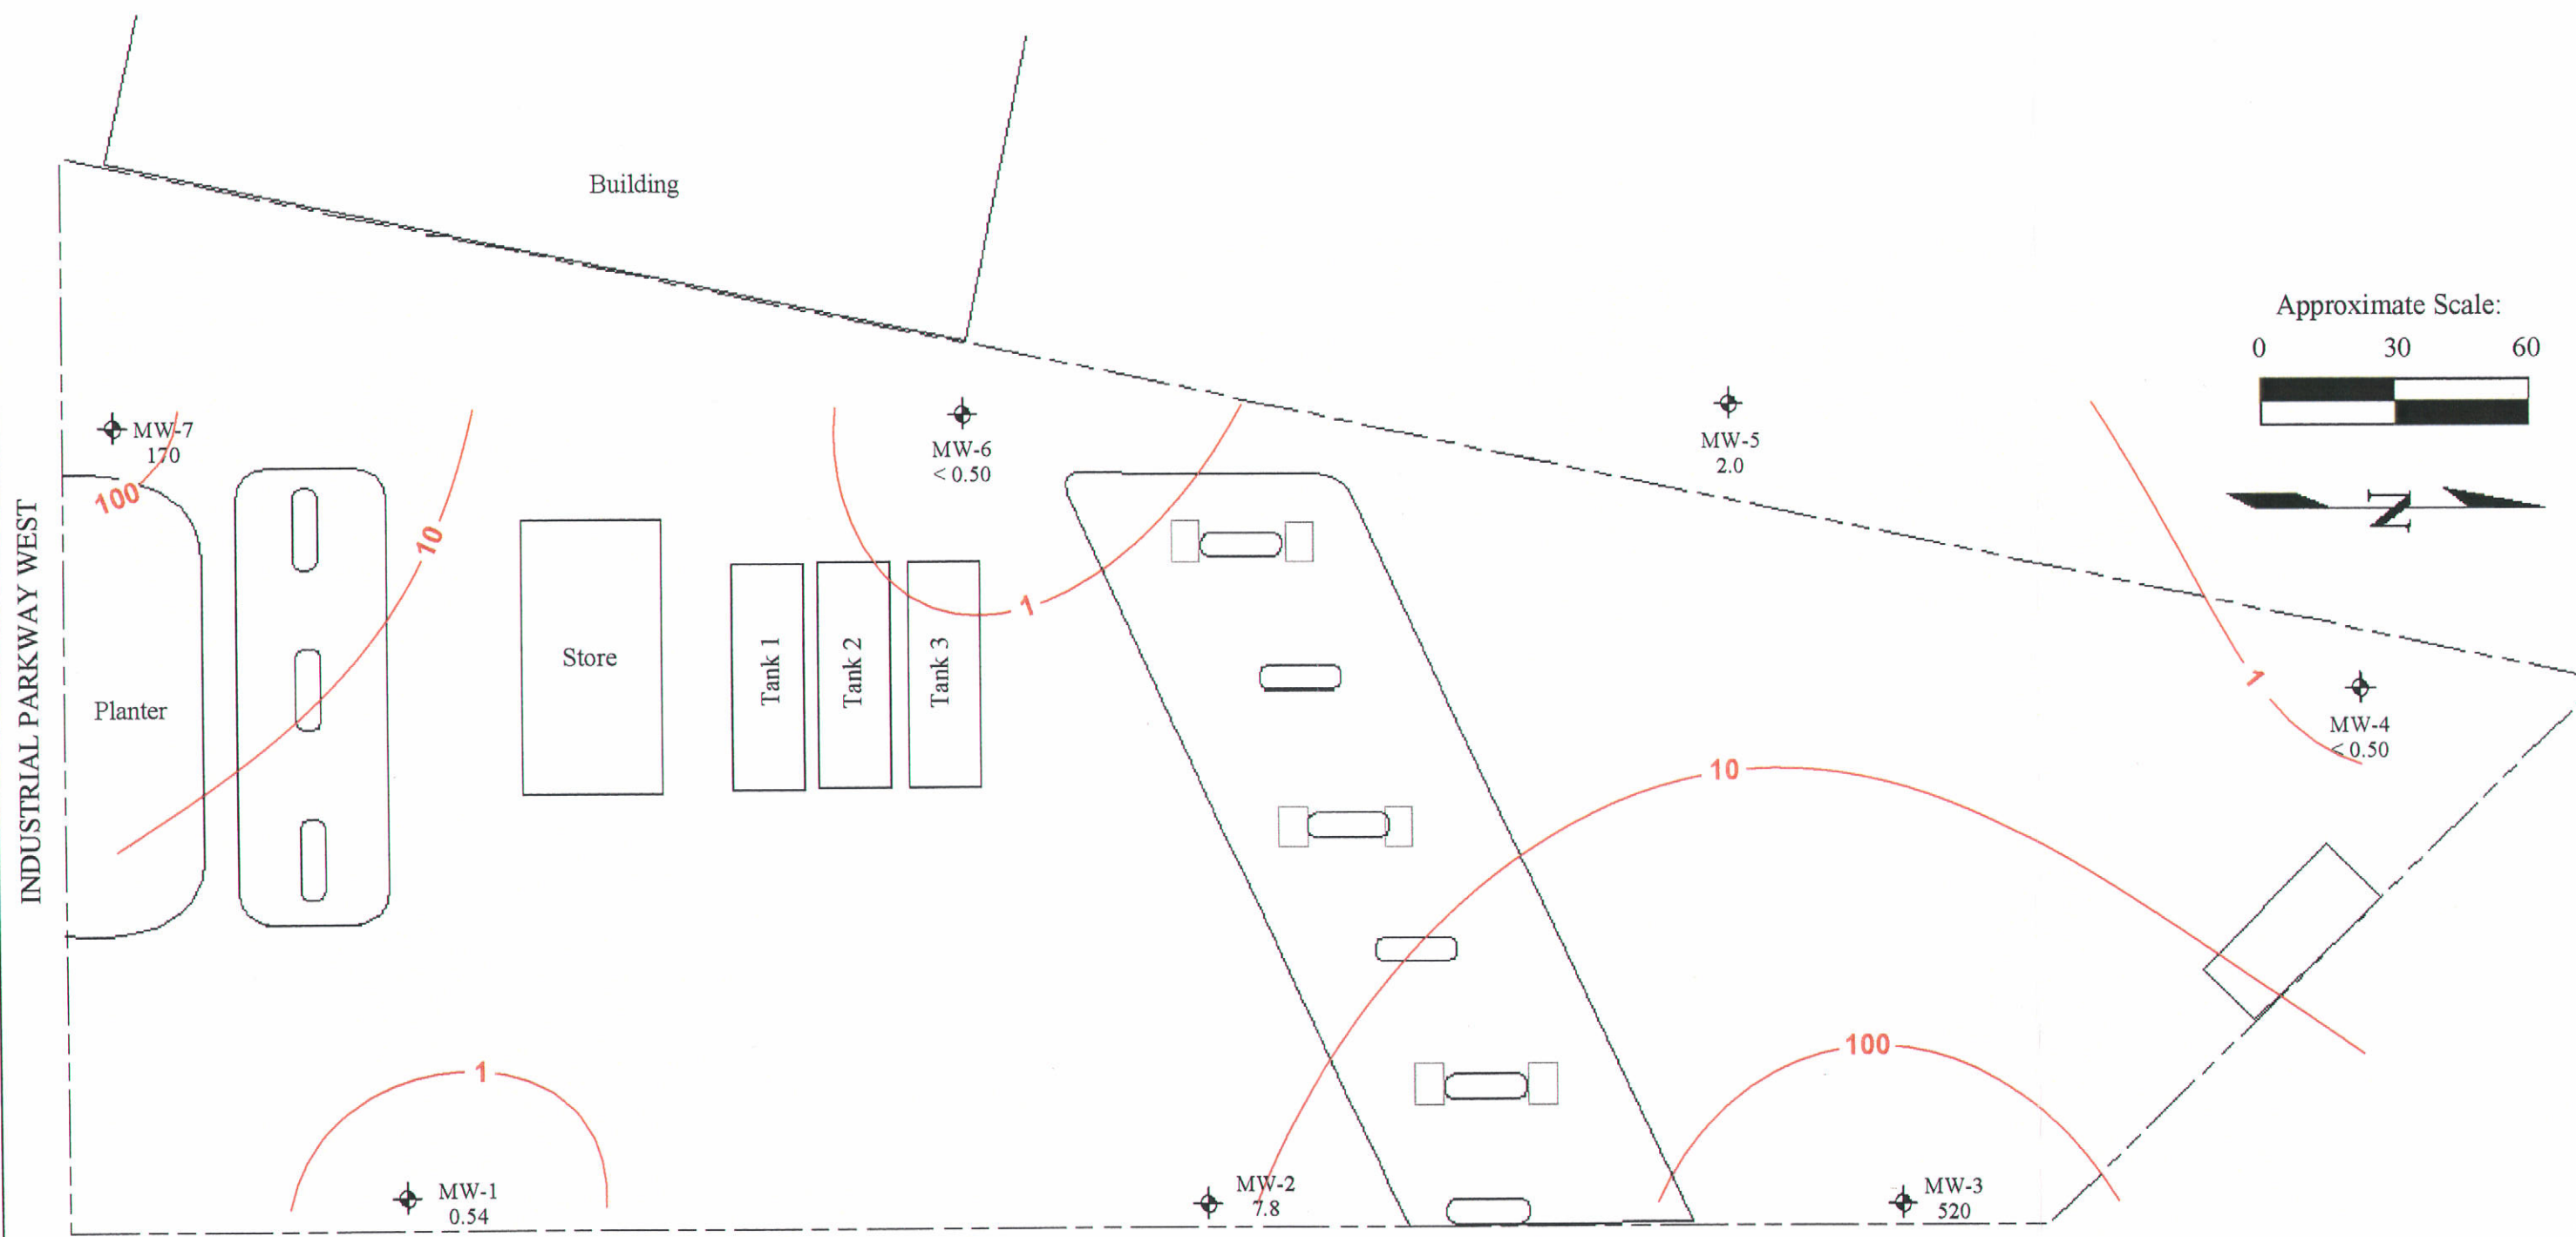 Building
Approximate Scale:
0 30 60
MW-7
170
MW-6
< 0.50
MW-5
2.0
N
100
10
1
INDUSTRIAL PARKWAY WEST
Planter
Store
Tank 1
Tank 2
Tank 3
1
MW-4
< 0.50
10
100
1
MW-1
0.54
MW-2
7.8
MW-3
520